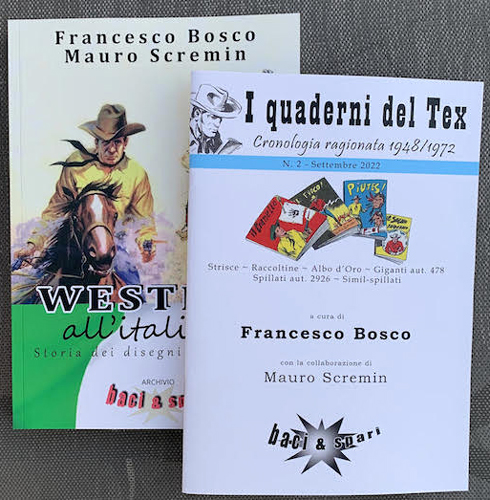 Francesco Bosco
Mauro Scremin
WEST
all'itali
Storia dei disegni
ARCHIVIO
baci & spa
I quaderni del Tex
Cronologia ragionata 1948/1972
N. 2 - Settembre 2022
PIUTES!
Strisce ~ Raccoltine ~ Albo d'Oro ~ Giganti aut. 478
Spillati aut. 2926 ~ Simil-spillati
a cura di
Francesco Bosco
con la collaborazione di
Mauro Scremin
baci & spari